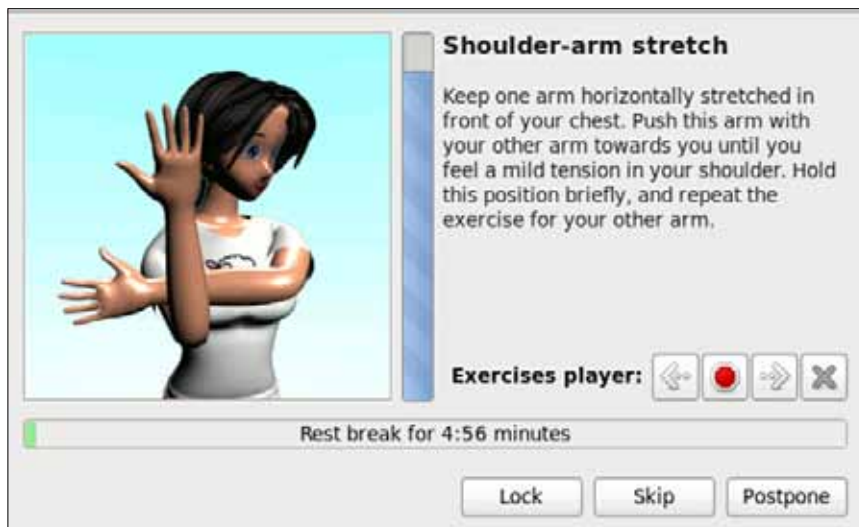 Shoulder-arm stretch
Keep one arm horizontally stretched in
front of your chest. Push this arm with
your other arm towards you until you
feel a mild tension in your shoulder. Hold
this position briefly, and repeat the
exercise for your other arm.
Exercises player:
Rest break for 4:56 minutes
Lock Skip Postpone